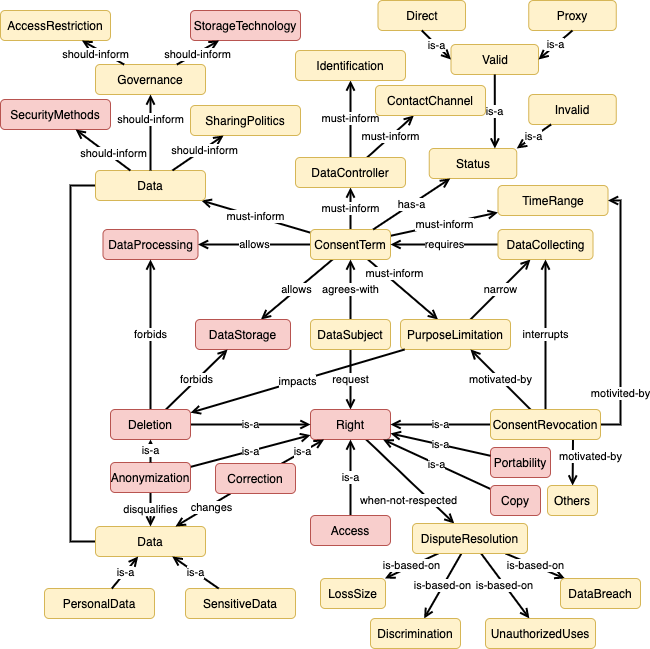 Direct
Proxy
AccessRestriction
StorageTechnology
is-a
is-a
should-inform
should-inform
Valid
Identification
Governance
ContactChannel
SecurityMethods
should-inform
SharingPolitics
must-inform
is-a
Invalid
must-inform
is-a
should-inform
should-inform
Status
DataController
Data
must-inform
has-a
TimeRange
must-inform
must-inform
DataProcessing
allows
ConsentTerm
requires
DataCollecting
must-inform
allows
agrees-with
narrow
forbids
DataStorage
DataSubject
PurposeLimitation
interrupts
forbids
impacts
request
motivated-by
motivited-by
Deletion
is-a
Right
is-a
ConsentRevocation
is-a
is-a
is-a
is-a
motivated-by
Portability
is-a
Anonymization
Correction
is-a
disqualifies
changes
when-not-respected
Copy
Others
Access
Data
DisputeResolution
is-a
is-a
is-based-on
is-based-on
is-based-on
is-based-on
PersonalData
SensitiveData
LossSize
DataBreach
Discrimination
UnauthorizedUses